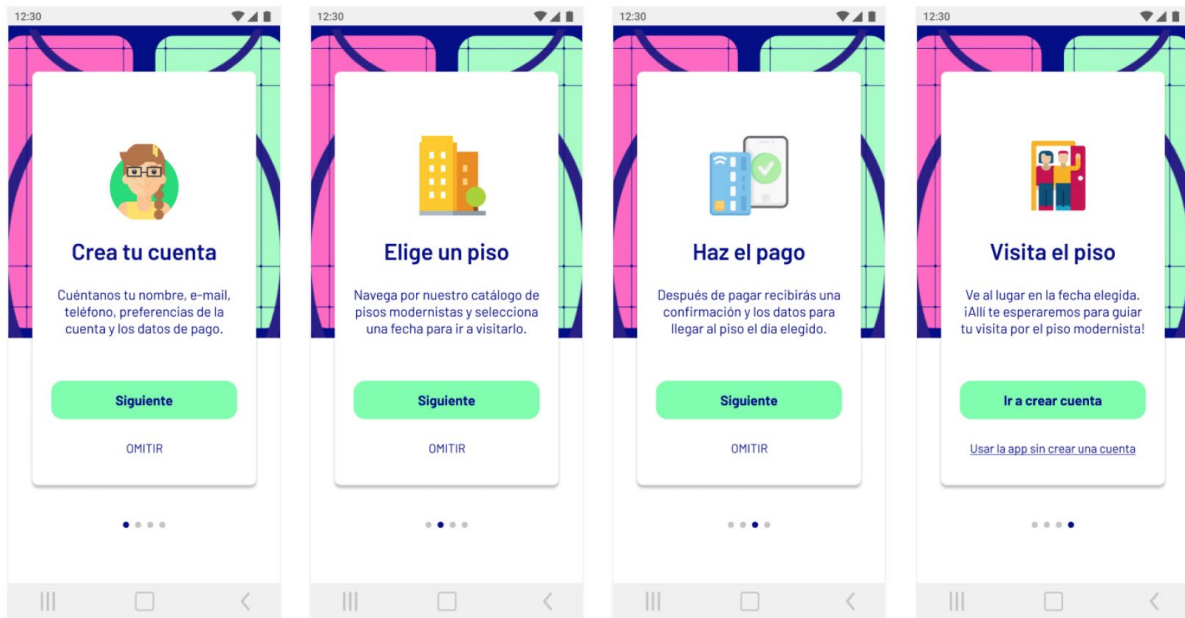 12:30
Crea tu cuenta
Cuéntanos tu nombre, e-mail,
teléfono, preferencias de la
cuenta y los datos de pago.
Siguiente
OMITIR
12:30
Elige un piso
Navega por nuestro catálogo de
pisos modernistas y selecciona
una fecha para ir a visitarlo.
Siguiente
OMITIR
12:30
Haz el pago
Después de pagar recibirás una
confirmación y los datos para
llegar al piso el día elegido.
Siguiente
OMITIR
12:30
Visita el piso
Ve al lugar en la fecha elegida.
¡Allí te esperaremos para guiar
tu visita por el piso modernista!
Ir a crear cuenta
Usar la app sin crear una cuenta